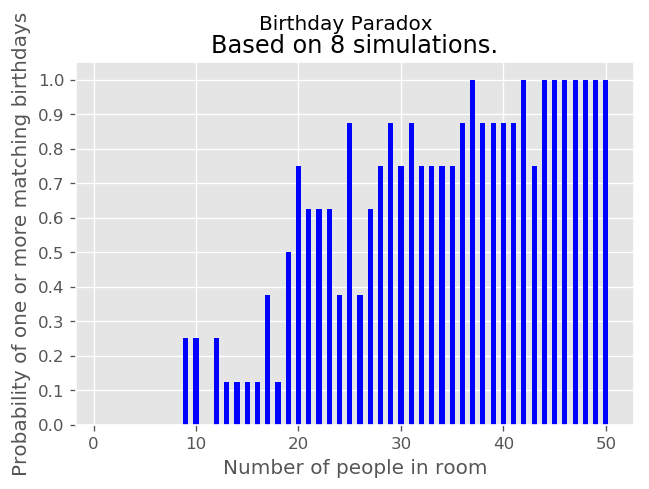 Birthday Paradox
Based on 8 simulations.
Probability of one or more matching birthdays
1.0
0.9
0.8
0.7
0.6
0.5
0.4
0.3
0.2
0.1
0.0
0 10 20 30 40 50
Number of people in room